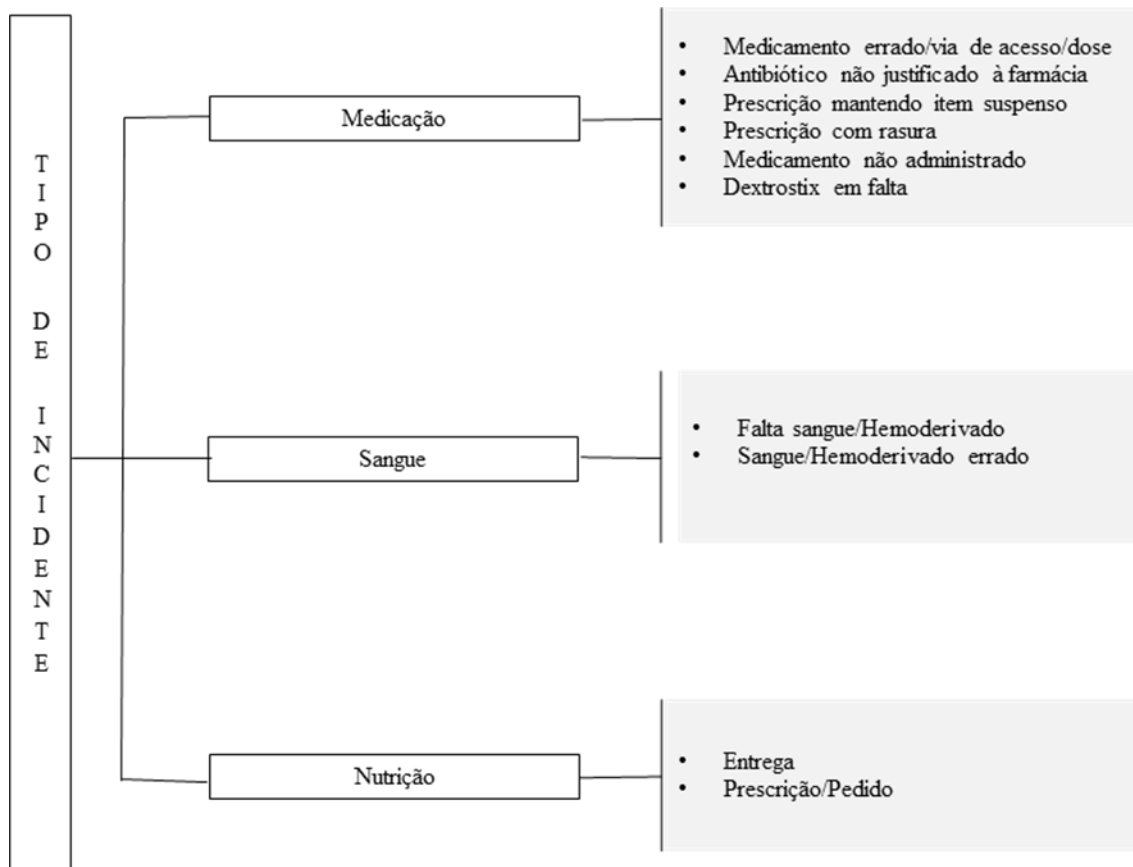 TIPO DE INCIDENTE
Medicação
• Medicamento errado/via de acesso/dose
• Antibiótico não justificado à farmácia
• Prescrição mantendo item suspenso
• Prescrição com rasura
• Medicamento não administrado
• Dextrostix em falta
Sangue
• Falta sangue/Hemoderivado
• Sangue/Hemoderivado errado
Nutrição
• Entrega
• Prescrição/Pedido